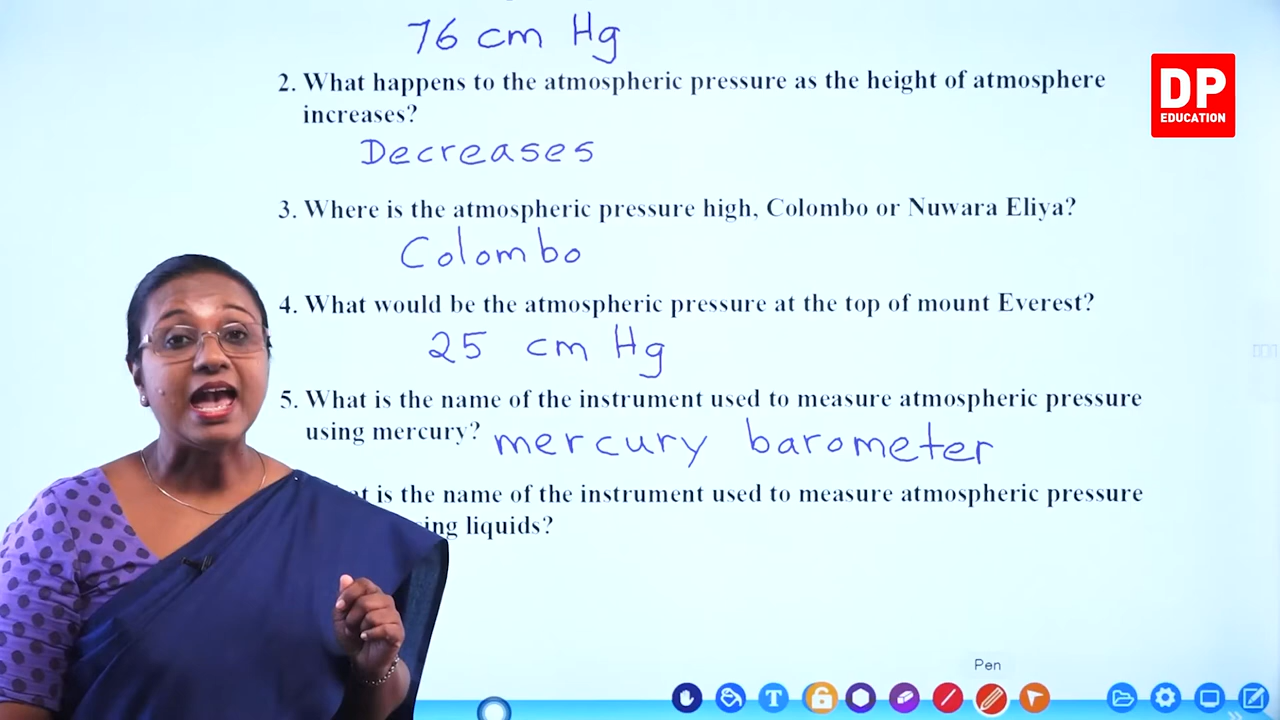 76 cm Hg
2. What happens to the atmospheric pressure as the height of atmosphere
increases?
Decreases
3. Where is the atmospheric pressure high, Colombo or Nuwara Eliya?
Colombo
4. What would be the atmospheric pressure at the top of mount Everest?
25 cm Hg
5. What is the name of the instrument used to measure atmospheric pressure
using mercury? mercury barometer
is the name of the instrument used to measure atmospheric pressure
liquids?
DP
EDUCATION
Pen
T